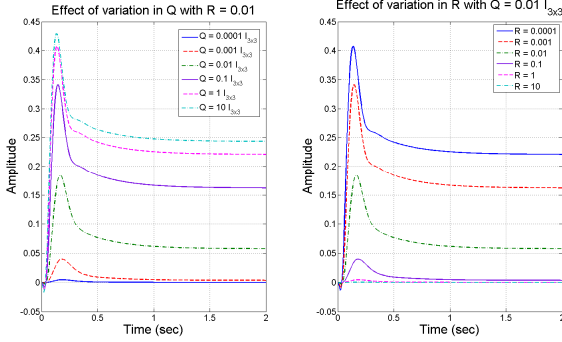 Effect of variation in Q with R = 0.01
0.45
0.4
0.35
0.3
0.25
0.2
0.15
0.1
0.05
0
-0.05
0
0.5
1
1.5
2
Amplitude
Time (sec)
Q = 0.0001 I3x3
Q = 0.001 I3x3
Q = 0.01 I3x3
Q = 0.1 I3x3
Q = 1 I3x3
Q = 10 I3x3
Effect of variation in R with Q = 0.01 I3x3
0.45
0.4
0.35
0.3
0.25
0.2
0.15
0.1
0.05
0
-0.05
0
0.5
1
1.5
2
Amplitude
Time (sec)
R = 0.0001
R = 0.001
R = 0.01
R = 0.1
R = 1
R = 10